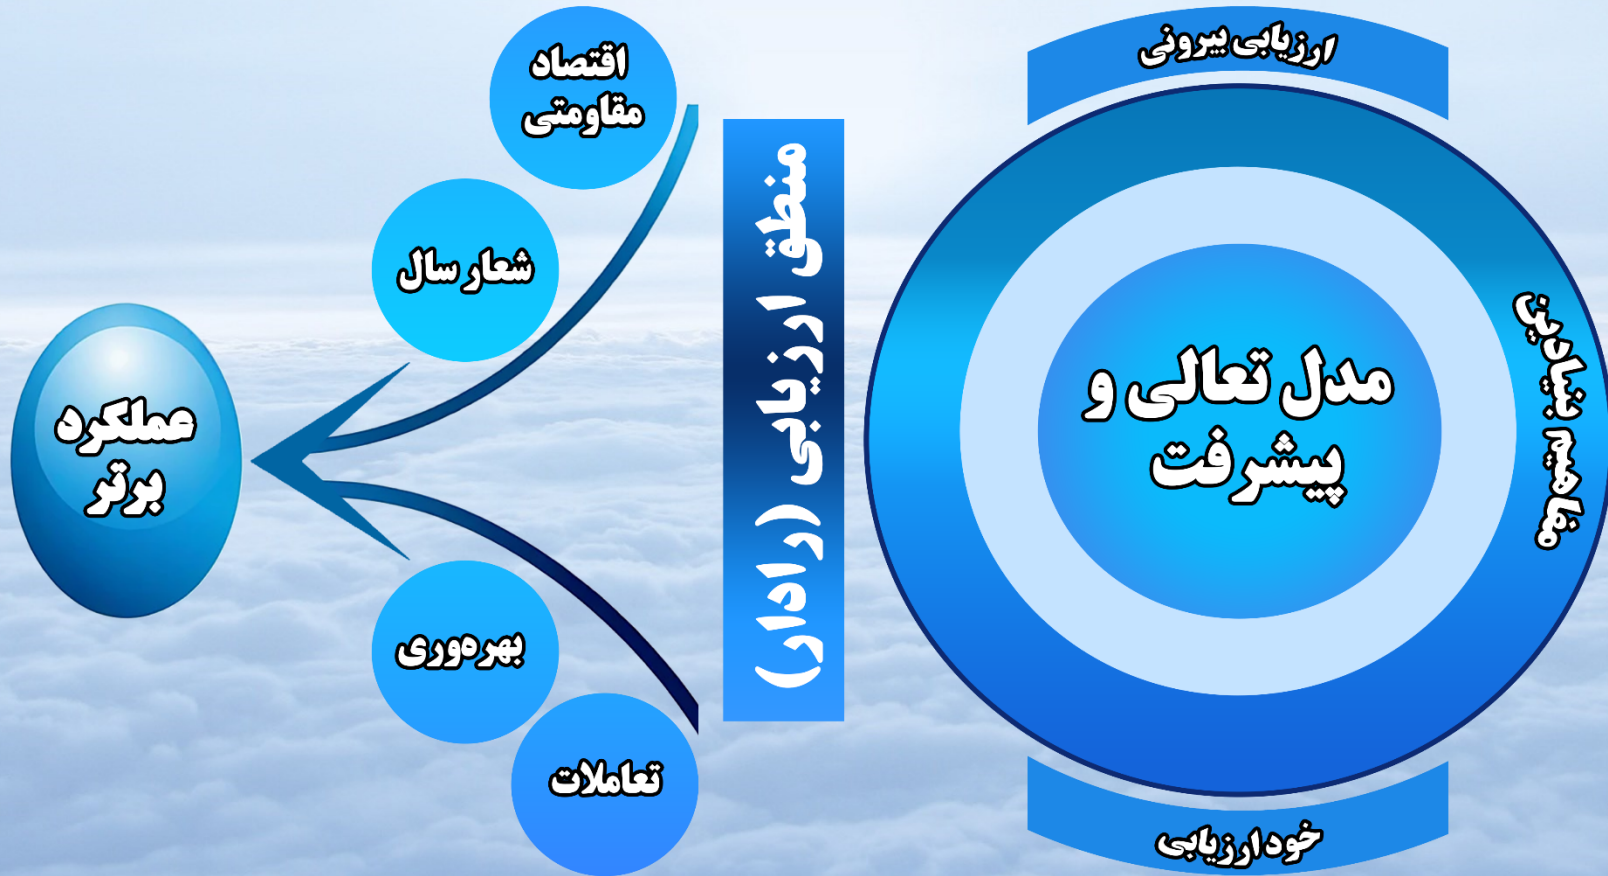 ارزیابی بیرونی
مدل تعالی و
پیشرفت
مفاهیم بنیادین
خودارزیابی
منطق ارزیابی (رادار)
اقتصاد
مقاومتی
شعار سال
بهره‌وری
تعاملات
عملکرد
برتر